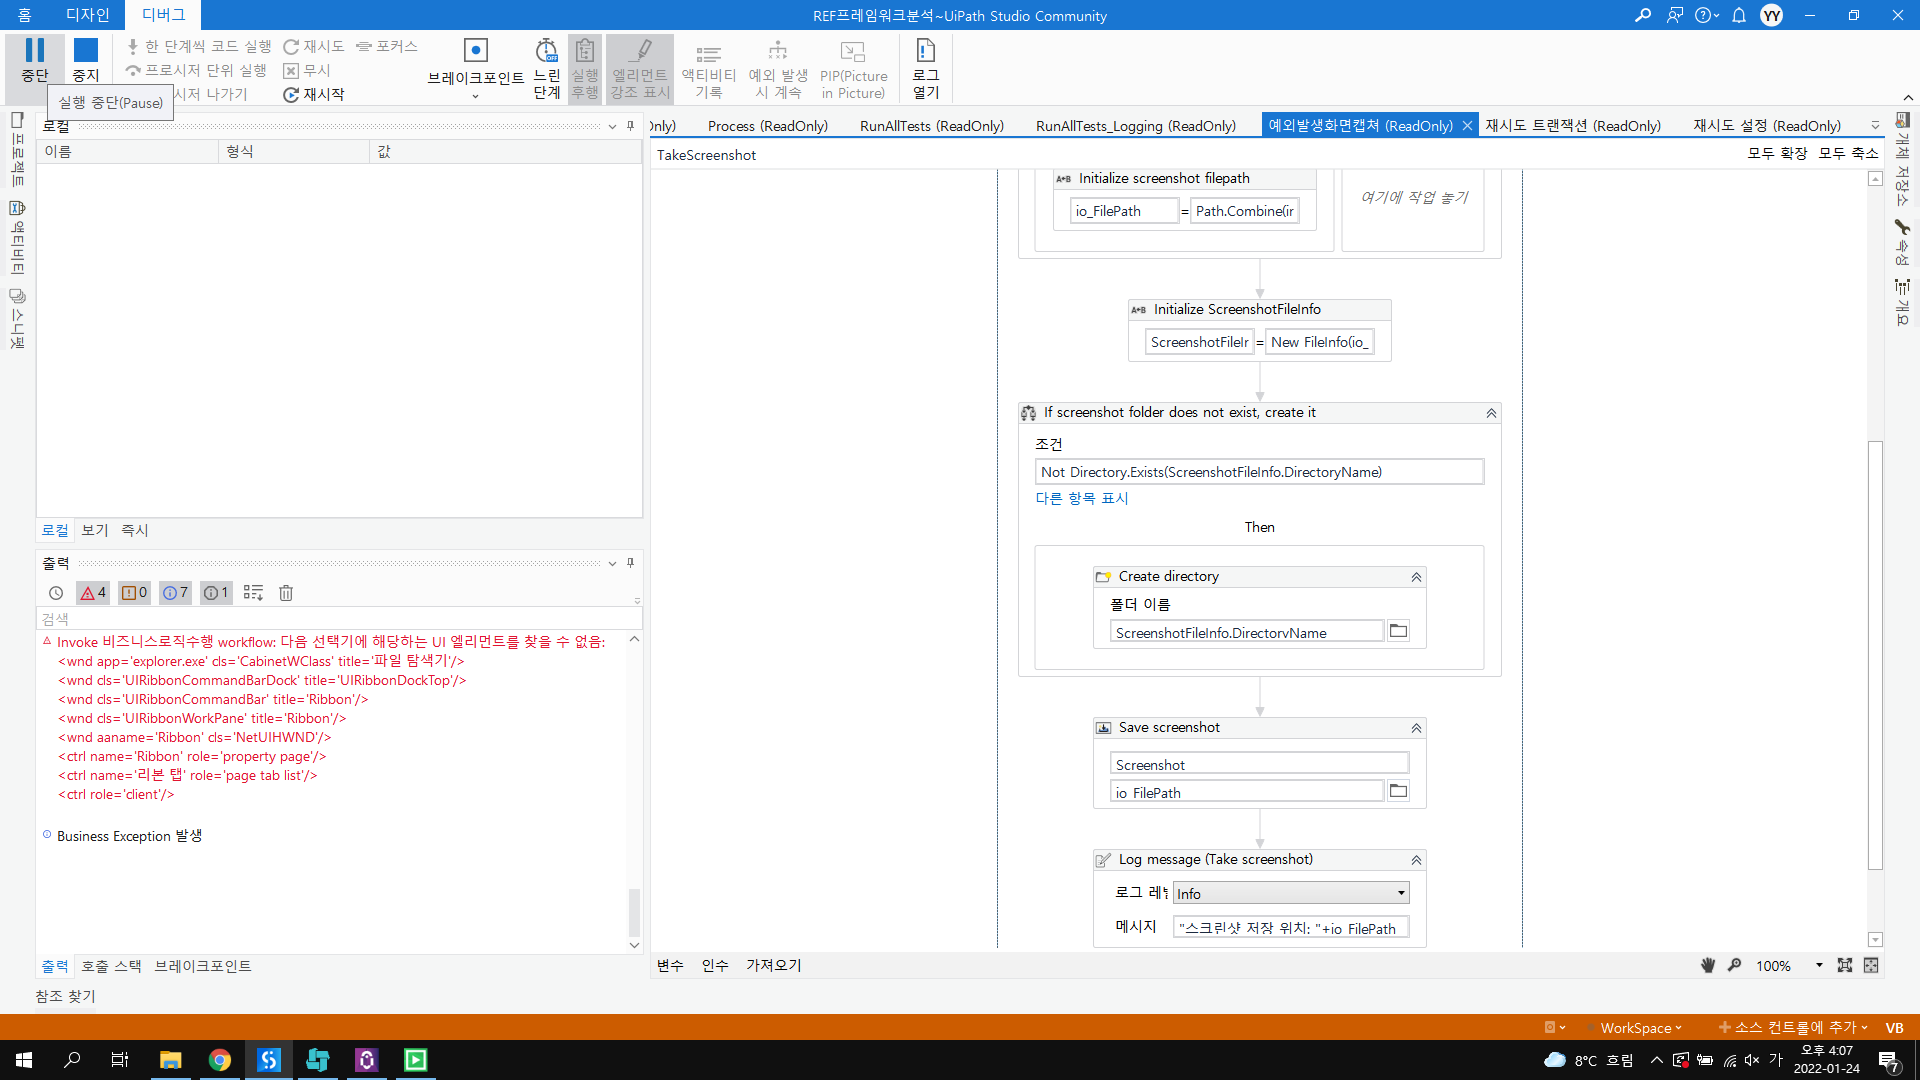 홈 디자인 디버그
REF프레임워크분석~UiPath Studio Community
YY
중단
중지
한 단계씩 코드 실행
프로시저 단위 실행
시저 나가기
재시도
무시
재시작
포커스
브레이크포인트
느린 단계
실행 후행
엘리먼트 강조 표시
액티비티 기록
예외 발생 시 계속
PIP(Picture in Picture)
로그 열기
실행 중단(Pause)
프로젝트
액티비티
스니펫
로컬
이름 형식 값
로컬 보기 즉시
출력
4 0 7 1
검색
Invoke 비즈니스로직수행 workflow: 다음 선택기에 해당하는 UI 엘리먼트를 찾을 수 없음:
<wnd app='explorer.exe' cls='CabinetWClass' title='파일 탐색기'/>
<wnd cls='UIRibbonCommandBarDock' title='UIRibbonDockTop'/>
<wnd cls='UIRibbonCommandBar' title='Ribbon'/>
<wnd cls='UIRibbonWorkPane' title='Ribbon'/>
<wnd aaname='Ribbon' cls='NetUIHWND'/>
<ctrl name='Ribbon' role='property page'/>
<ctrl name='리본 탭' role='page tab list'/>
<ctrl role='client'/>
Business Exception 발생
출력 호출 스택 브레이크포인트
참조 찾기
Only) Process (ReadOnly) RunAllTests (ReadOnly) RunAllTests_Logging (ReadOnly) 예외발생화면캡쳐 (ReadOnly) 재시도 트랜잭션 (ReadOnly) 재시도 설정 (ReadOnly)
TakeScreenshot
모두 확장 모두 축소
A*B Initialize screenshot filepath
io_FilePath = Path.Combine(ir
여기에 작업 놓기
A*B Initialize ScreenshotFileInfo
ScreenshotFileIr = New FileInfo(io_
If screenshot folder does not exist, create it
조건
Not Directory.Exists(ScreenshotFileInfo.DirectoryName)
다른 항목 표시
Then
Create directory
폴더 이름
ScreenshotFileInfo.DirectoryName
Save screenshot
Screenshot
io_FilePath
Log message (Take screenshot)
로그 레벨 Info
메시지 "스크린샷 저장 위치: "+io_FilePath
변수 인수 가져오기
100%
개체 저장소
속성
개요
WorkSpace
소스 컨트롤에 추가
VB
8°C 흐림
가
오후 4:07
2022-01-24
7